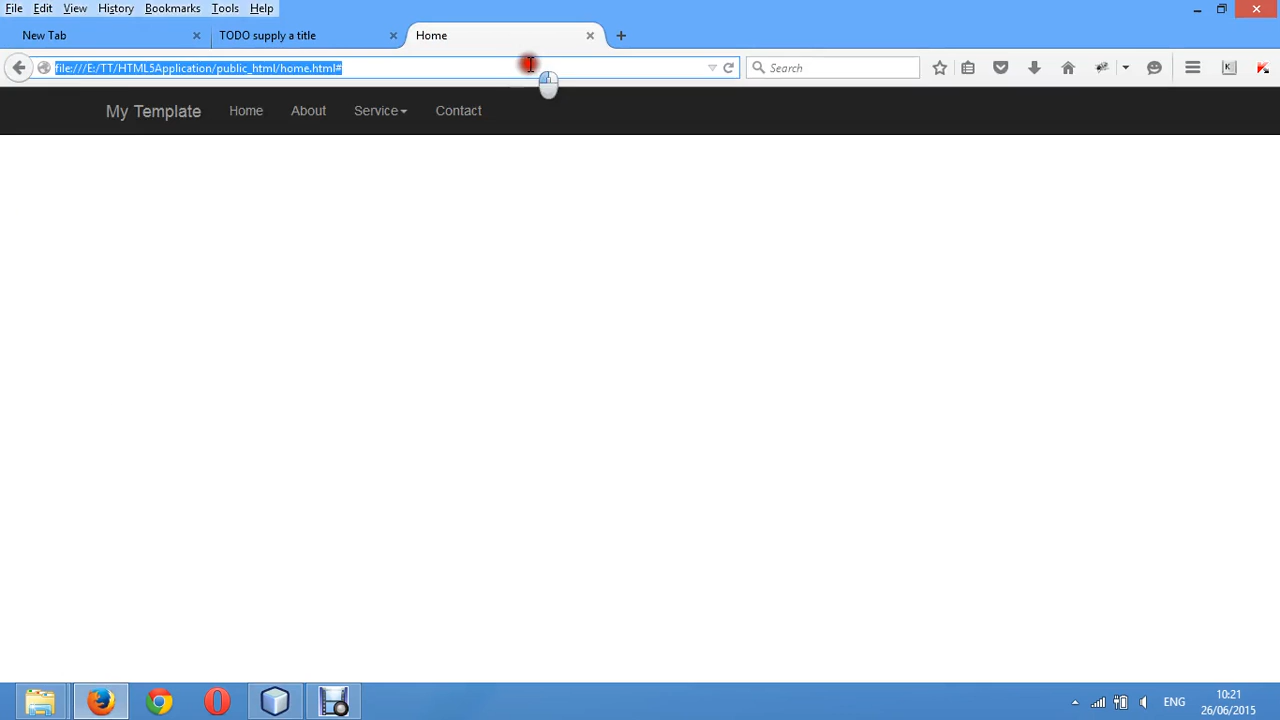 File Edit View History Bookmarks Tools Help
New Tab TODO supply a title Home
file:///E:/TT/HTML5Application/public_html/home.html# Search
My Template Home About Service Contact
ENG 10:21
26/06/2015